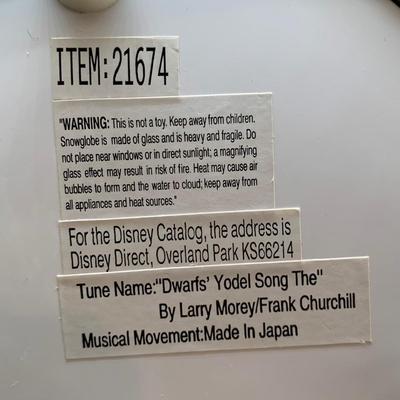 ITEM:21674
"WARNING: This is not a toy. Keep away from children.
Snowglobe is made of glass and is heavy and fragile. Do
not place near windows or in direct sunlight; a magnifying
glass effect may result in risk of fire. Heat may cause air
bubbles to form and the water to cloud; keep away from
all appliances and heat sources."
For the Disney Catalog, the address is
Disney Direct, Overland Park KS66214
Tune Name:"Dwarfs' Yodel Song The"
By Larry Morey/Frank Churchill
Musical Movement:Made In Japan